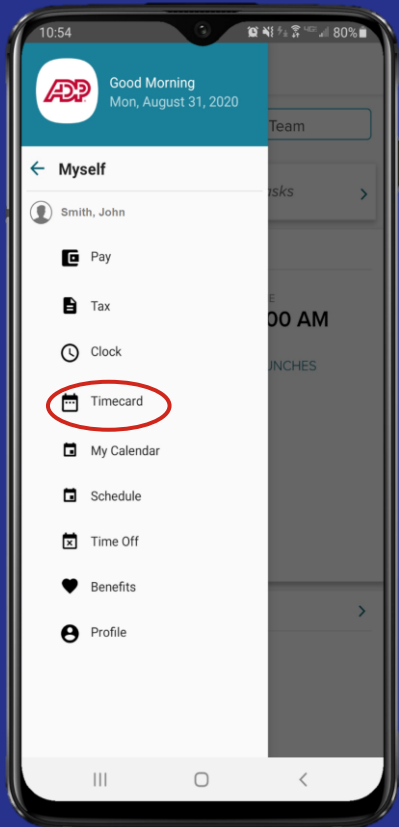 10:54
80%
ADP
Good Morning
Mon, August 31, 2020
Team
Myself
asks
Smith, John
Pay
Tax
E
00 AM
Clock
UNCHES
Timecard
My Calendar
Schedule
Time Off
Benefits
Profile